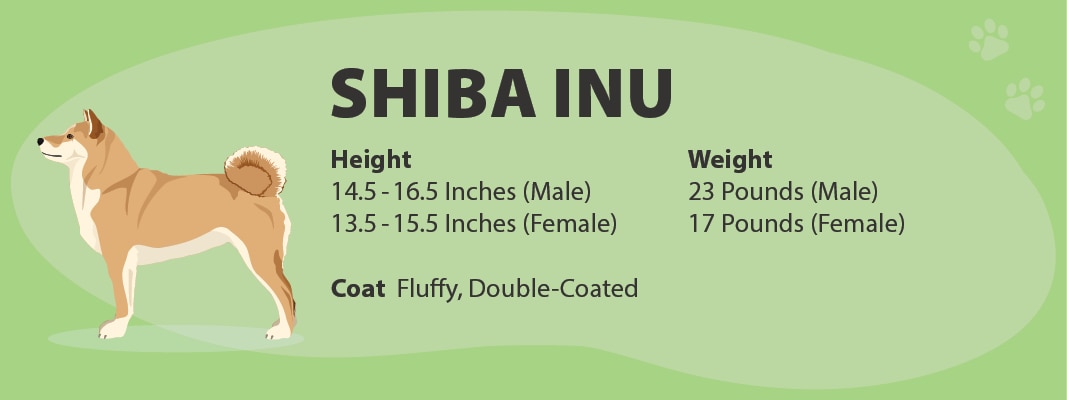 SHIBA INU
Height
14.5-16.5 Inches (Male)
13.5-15.5 Inches (Female)
Weight
23 Pounds (Male)
17 Pounds (Female)
Coat Fluffy, Double-Coated